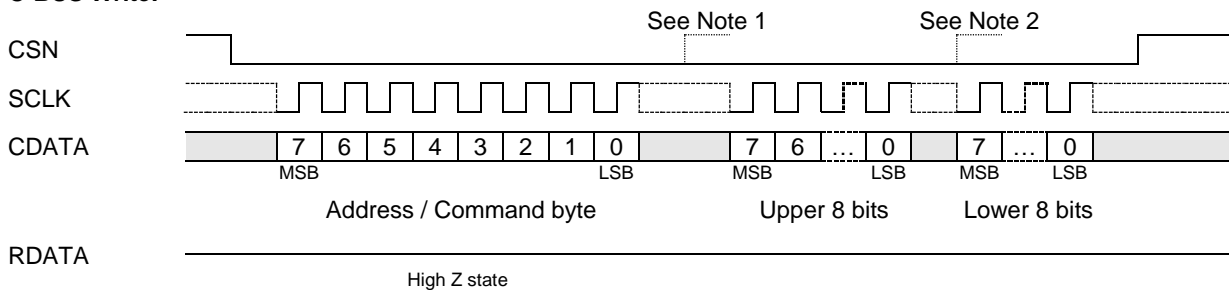 See Note 1 See Note 2
CSN
SCLK
CDATA 7 6 5 4 3 2 1 0 7 6 … 0 7 … 0
MSB LSB MSB LSB MSB LSB
Address / Command byte Upper 8 bits Lower 8 bits
RDATA
High Z state